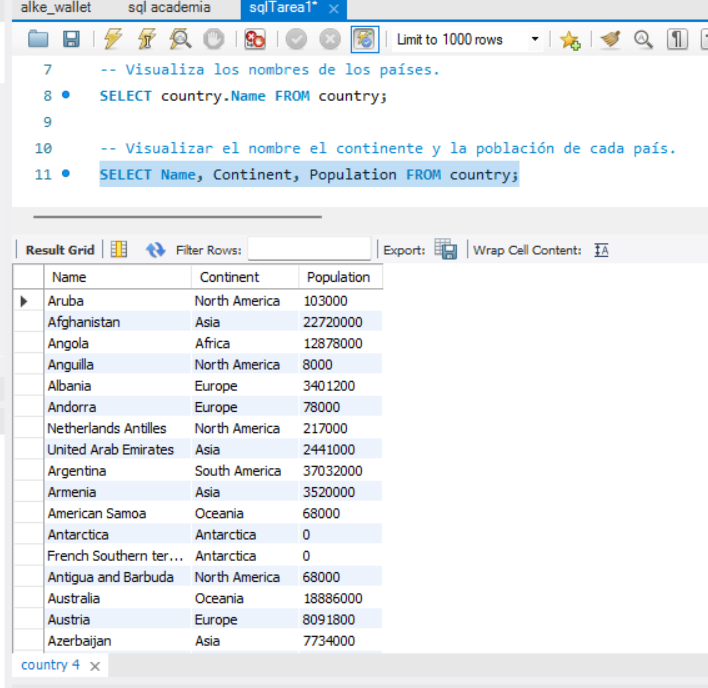 alke_wallet sql academia sqlTarea1* ×
Limit to 1000 rows
7 -- Visualiza los nombres de los países.
8 SELECT country.Name FROM country;
9
10 -- Visualizar el nombre el continente y la población de cada país.
11 SELECT Name, Continent, Population FROM country;
Result Grid Filter Rows: Export: Wrap Cell Content: IA
Name Continent Population
Aruba North America 103000
Afghanistan Asia 22720000
Angola Africa 12878000
Anguilla North America 8000
Albania Europe 3401200
Andorra Europe 78000
Netherlands Antilles North America 217000
United Arab Emirates Asia 2441000
Argentina South America 37032000
Armenia Asia 3520000
American Samoa Oceania 68000
Antarctica Antarctica 0
French Southern ter... Antarctica 0
Antigua and Barbuda North America 68000
Australia Oceania 18886000
Austria Europe 8091800
Azerbaijan Asia 7734000
country 4 ×